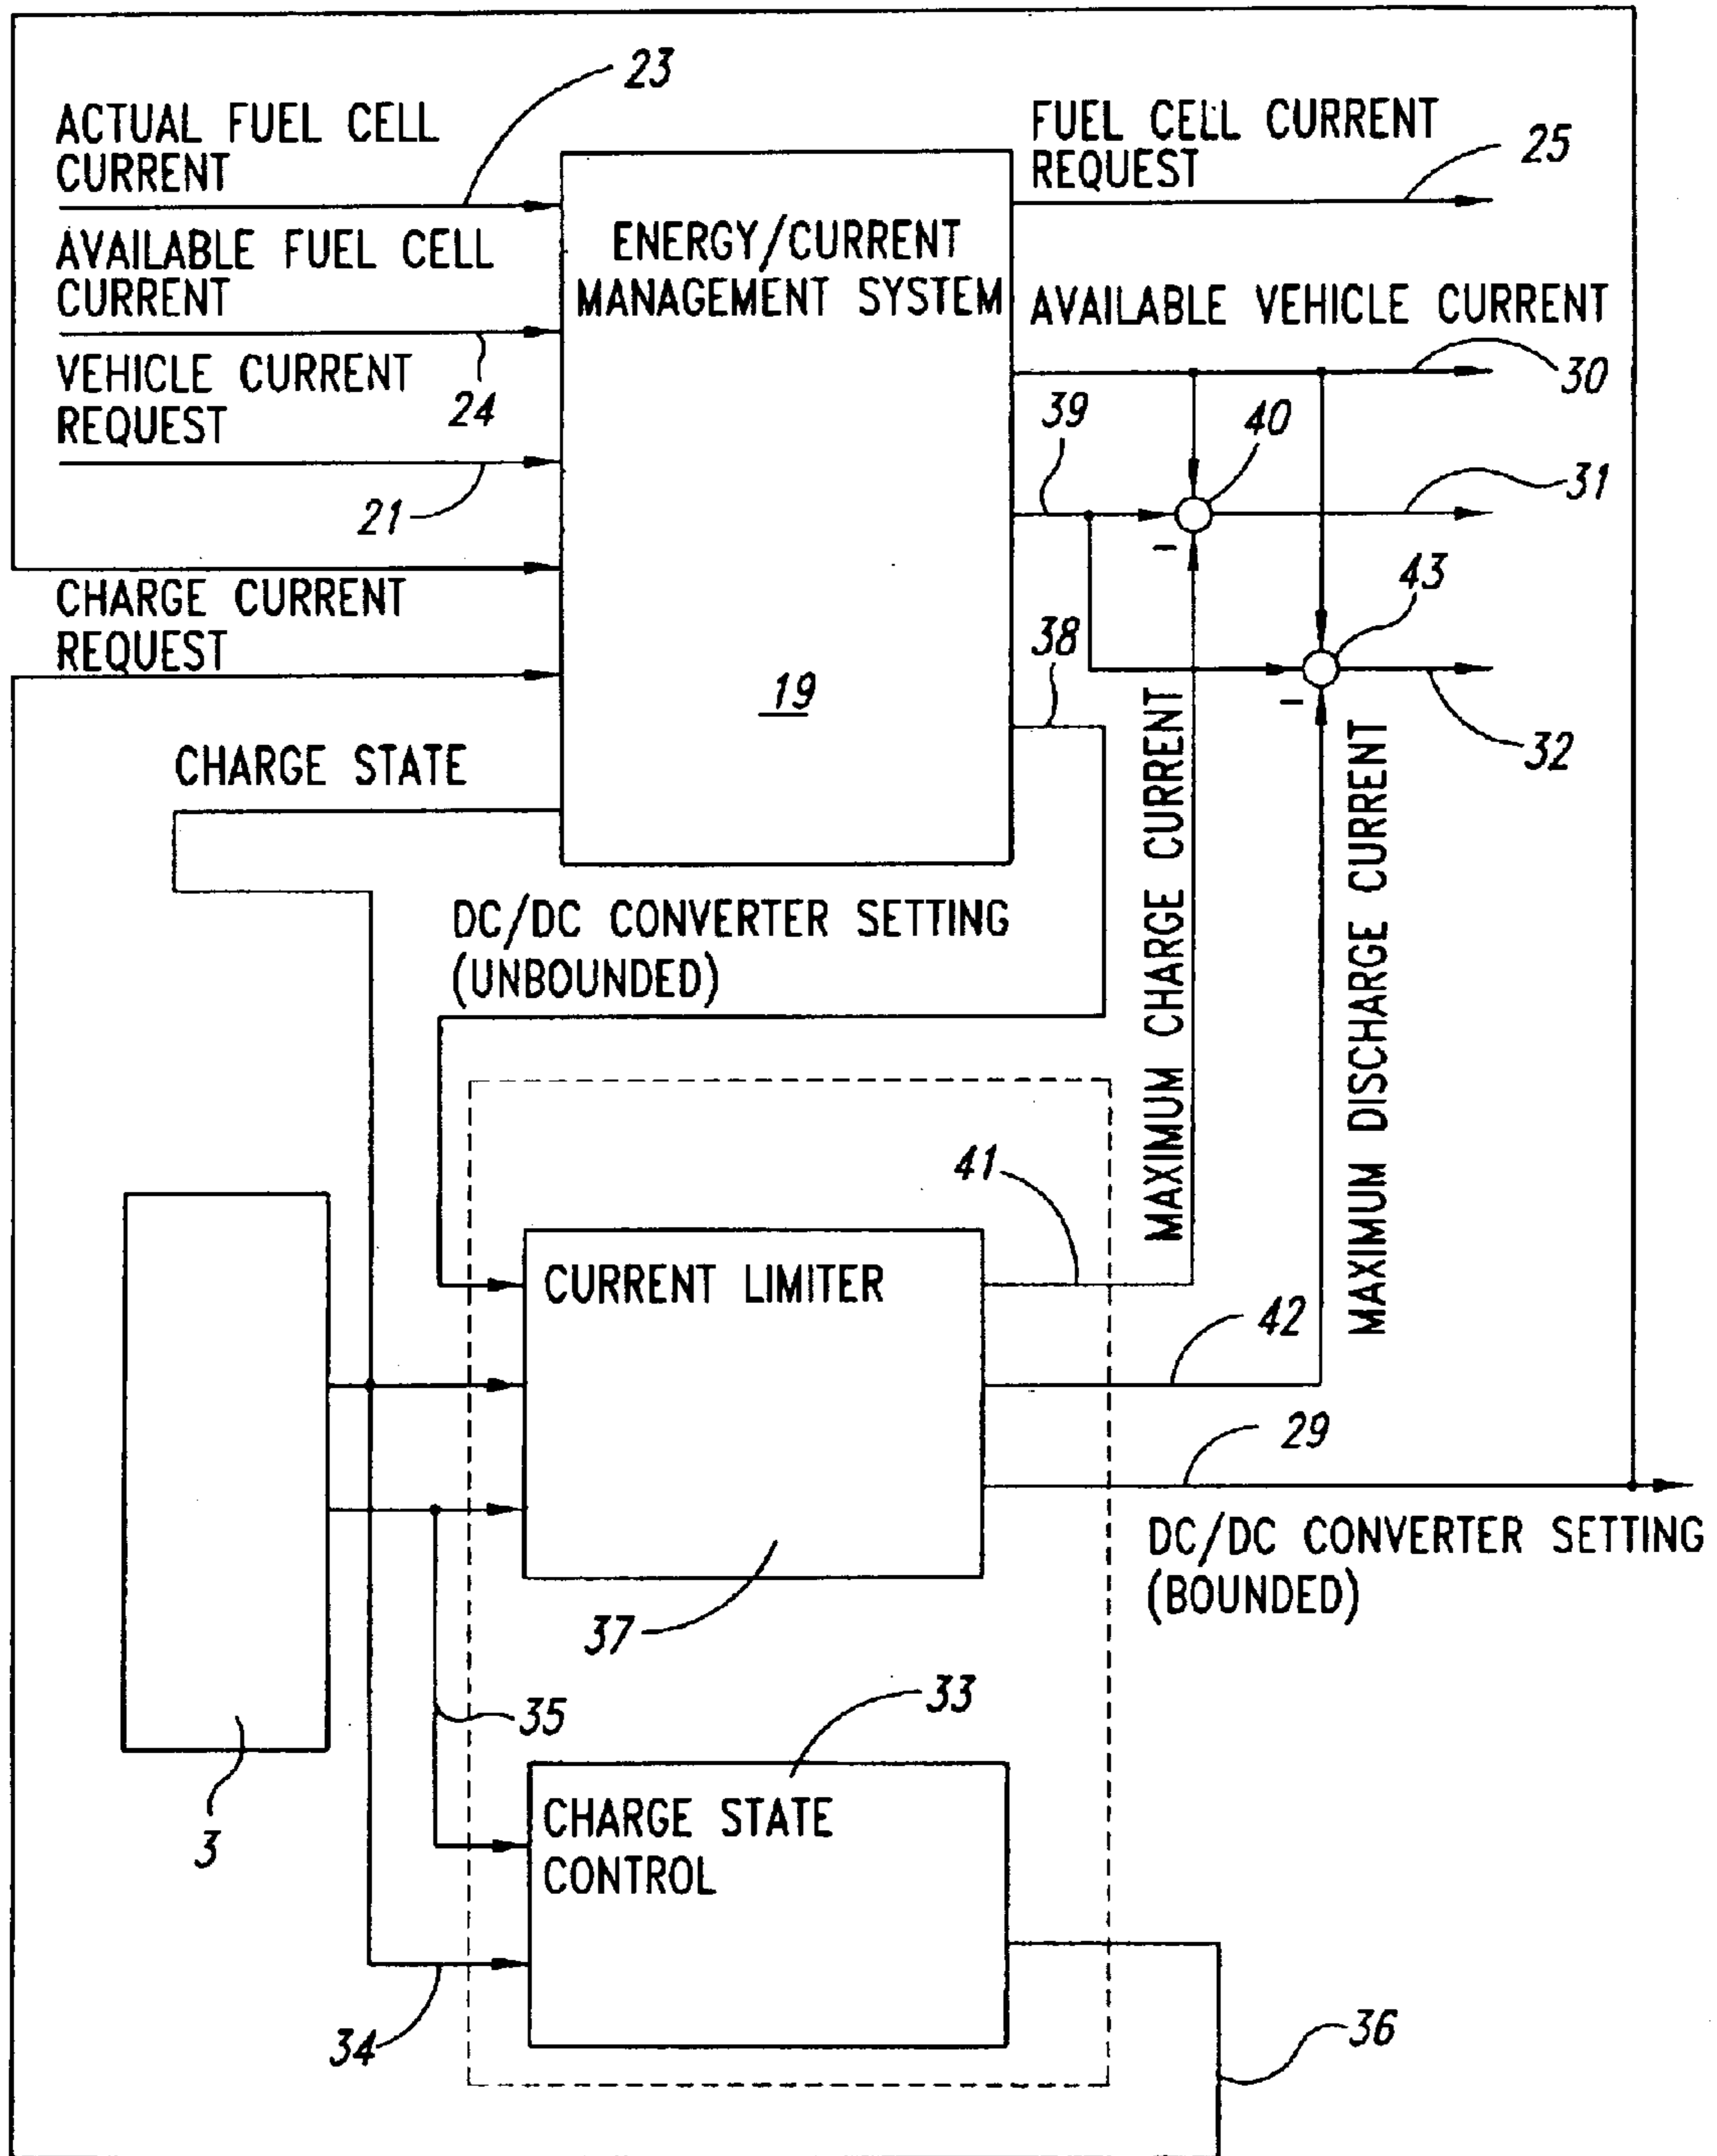 23
ACTUAL FUEL CELL
CURRENT
FUEL CELL CURRENT
REQUEST
25
AVAILABLE FUEL CELL
CURRENT
ENERGY/CURRENT
MANAGEMENT SYSTEM
AVAILABLE VEHICLE CURRENT
30
24
VEHICLE CURRENT
REQUEST
39
40
31
21
-
CHARGE CURRENT
REQUEST
43
38
19
-
32
CHARGE STATE
MAXIMUM CHARGE CURRENT
MAXIMUM DISCHARGE CURRENT
DC/DC CONVERTER SETTING
(UNBOUNDED)
41
CURRENT LIMITER
42
29
DC/DC CONVERTER SETTING
(BOUNDED)
37
35
33
3
CHARGE STATE
CONTROL
34
36